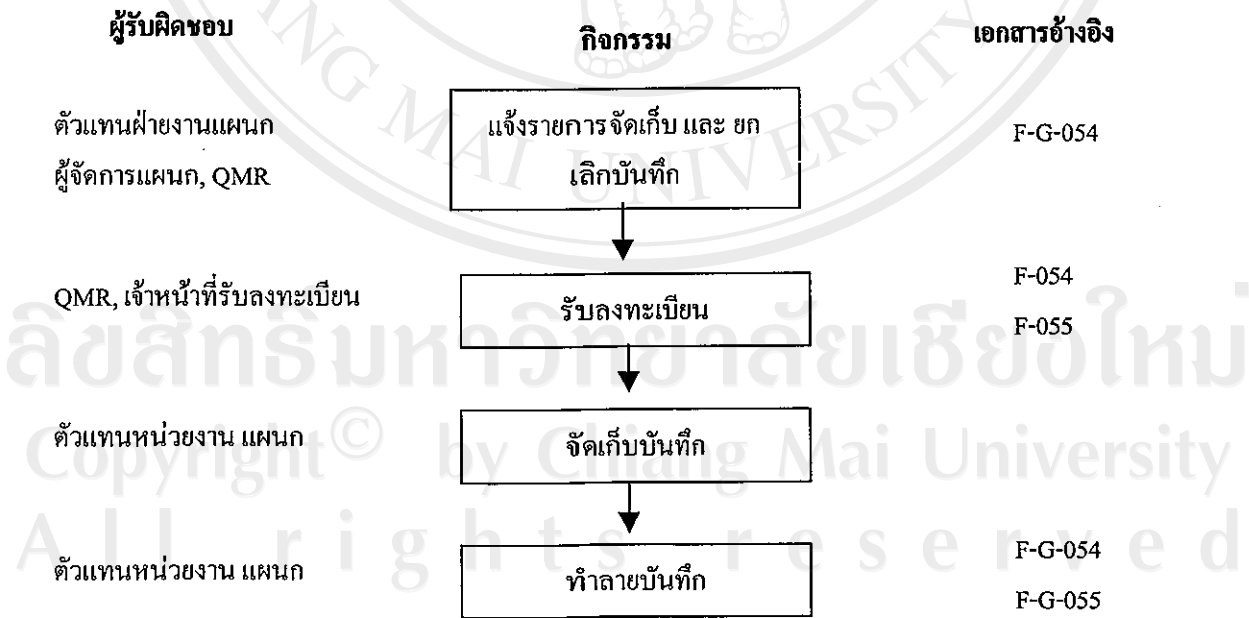 ผู้รับผิดชอบ กิจกรรม เอกสารอ้างอิง
ตัวแทนฝ่ายงานแผนก แจ้งรายการจัดเก็บ และ ยก F-G-054
ผู้จัดการแผนก, QMR เลิกบันทึก
QMR, เจ้าหน้าที่รับลงทะเบียน รับลงทะเบียน F-054
F-055
ตัวแทนหน่วยงาน แผนก จัดเก็บบันทึก
ตัวแทนหน่วยงาน แผนก ทำลายบันทึก F-G-054
F-G-055
ING MAI UNIVERSITY
ลิขสิทธิ์มหาวิทยาลัยเชียงใหม่
Copyright© by Chiang Mai University
All rights reserved